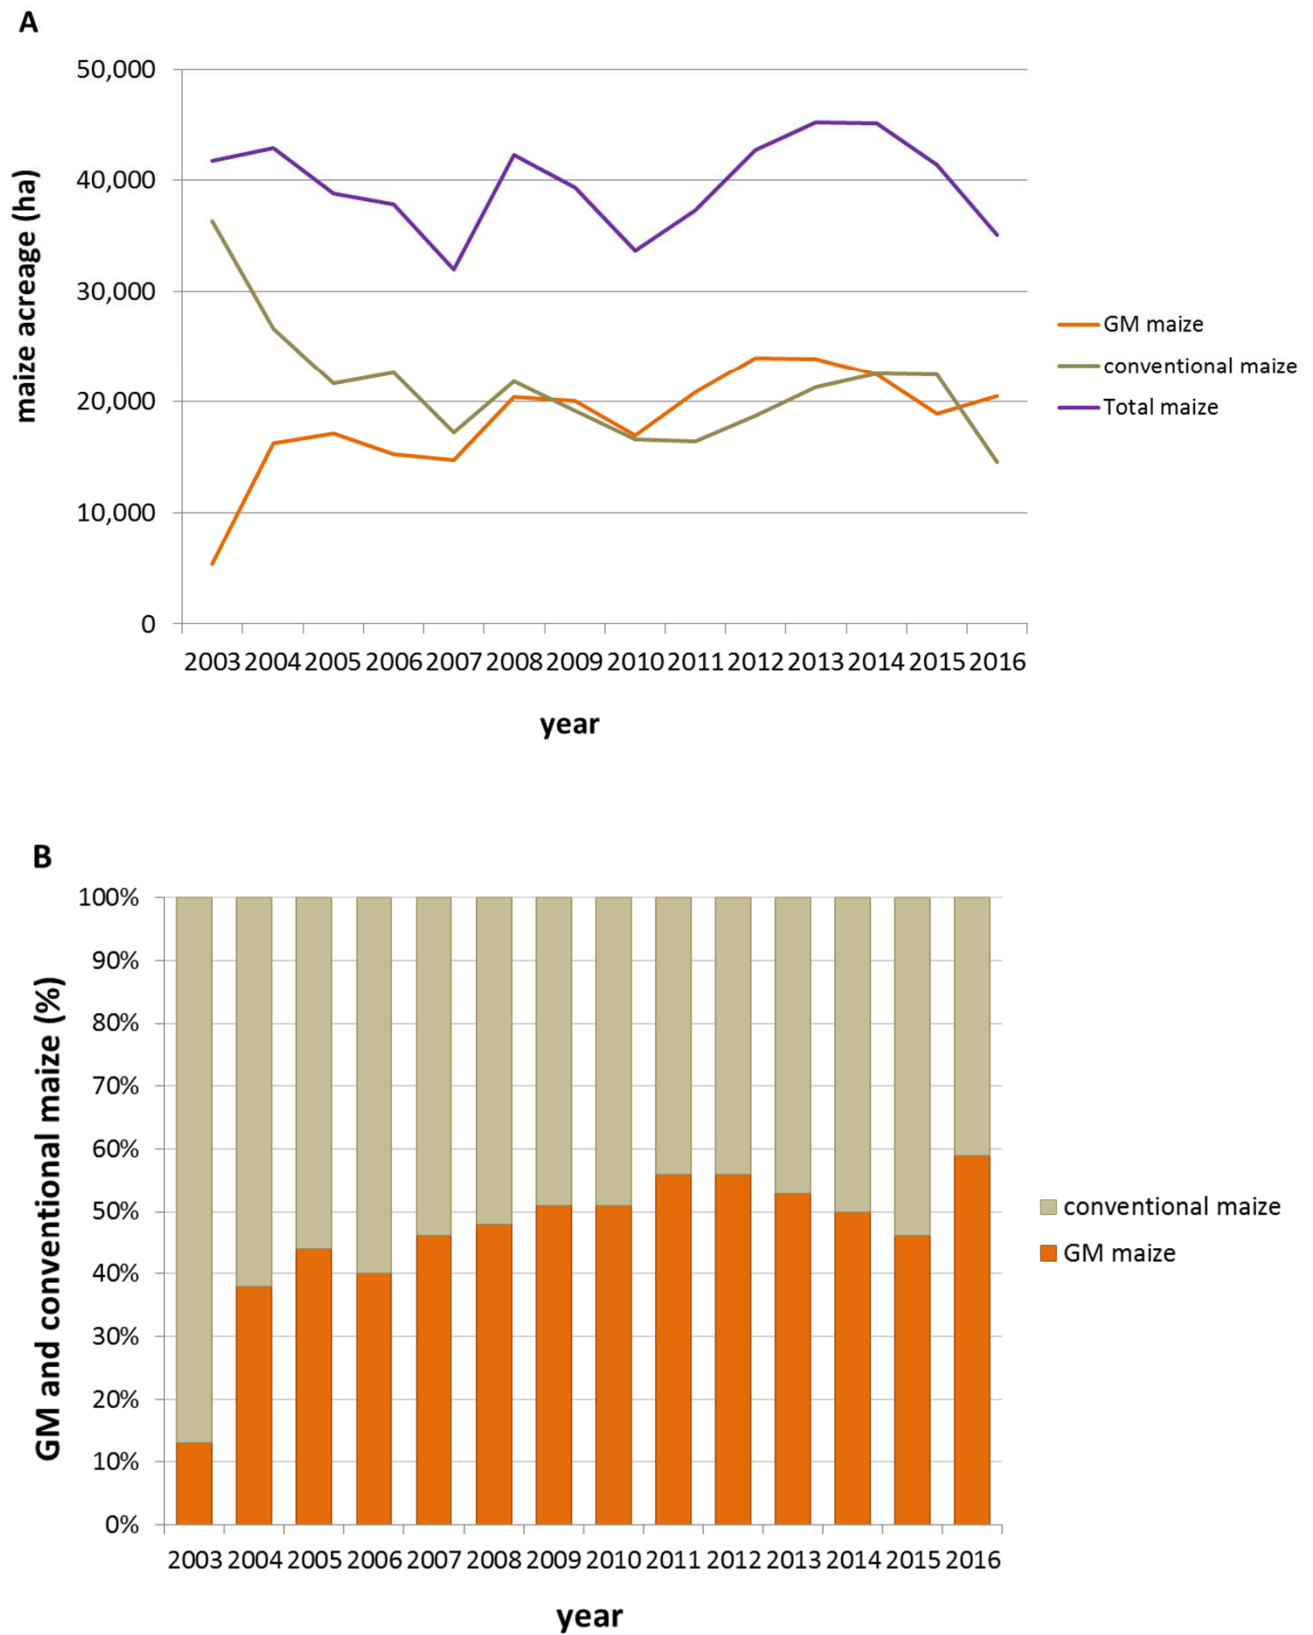 A
50,000
40,000
30,000
20,000
10,000
0
maize acreage (ha)
2003 2004 2005 2006 2007 2008 2009 2010 2011 2012 2013 2014 2015 2016
year
GM maize
conventional maize
Total maize
B
100%
90%
80%
70%
60%
50%
40%
30%
20%
10%
0%
GM and conventional maize (%)
2003 2004 2005 2006 2007 2008 2009 2010 2011 2012 2013 2014 2015 2016
year
conventional maize
GM maize